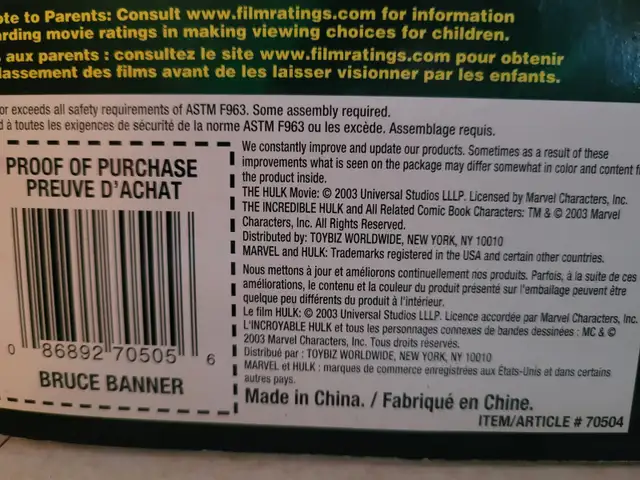 ote to Parents: Consult www.filmratings.com for information
arding movie ratings in making viewing choices for children.
aux parents : consultez le site www.filmratings.com pour obtenir
lassement des films avant de les laisser visionner par les enfants.
or exceeds all safety requirements of ASTM F963. Some assembly required.
d à toutes les exigences de sécurité de la norme ASTM F963 ou les excède. Assemblage requis.
PROOF OF PURCHASE
PREUVE D'ACHAT
0 86892 70505 6
BRUCE BANNER
We constantly improve and update our products. Sometimes as a result of these
improvements what is seen on the package may differ somewhat in color and content f
the product inside.
THE HULK Movie: © 2003 Universal Studios LLLP. Licensed by Marvel Characters, Inc.
THE INCREDIBLE HULK and All Related Comic Book Characters: TM & © 2003 Marvel
Characters, Inc. All Rights Reserved.
Distributed by: TOYBIZ WORLDWIDE, NEW YORK, NY 10010
MARVEL and HULK: Trademarks registered in the USA and certain other countries.
Nous mettons à jour et améliorons continuellement nos produits. Parfois, à la suite de ces
améliorations, le contenu et la couleur du produit présenté sur l'emballage peuvent être
quelque peu différents du produit à l'intérieur.
Le film HULK: © 2003 Universal Studios LLLP. Licence accordée par Marvel Characters, Inc.
L'INCROYABLE HULK et tous les personnages connexes de bandes dessinées : MC & ©
2003 Marvel Characters, Inc. Tous droits réservés.
Distribué par : TOYBIZ WORLDWIDE, NEW YORK, NY 10010
MARVEL et HULK : marques de commerce enregistrées aux États-Unis et dans certains
autres pays.
Made in China. / Fabriqué en Chine.
ITEM/ARTICLE # 70504